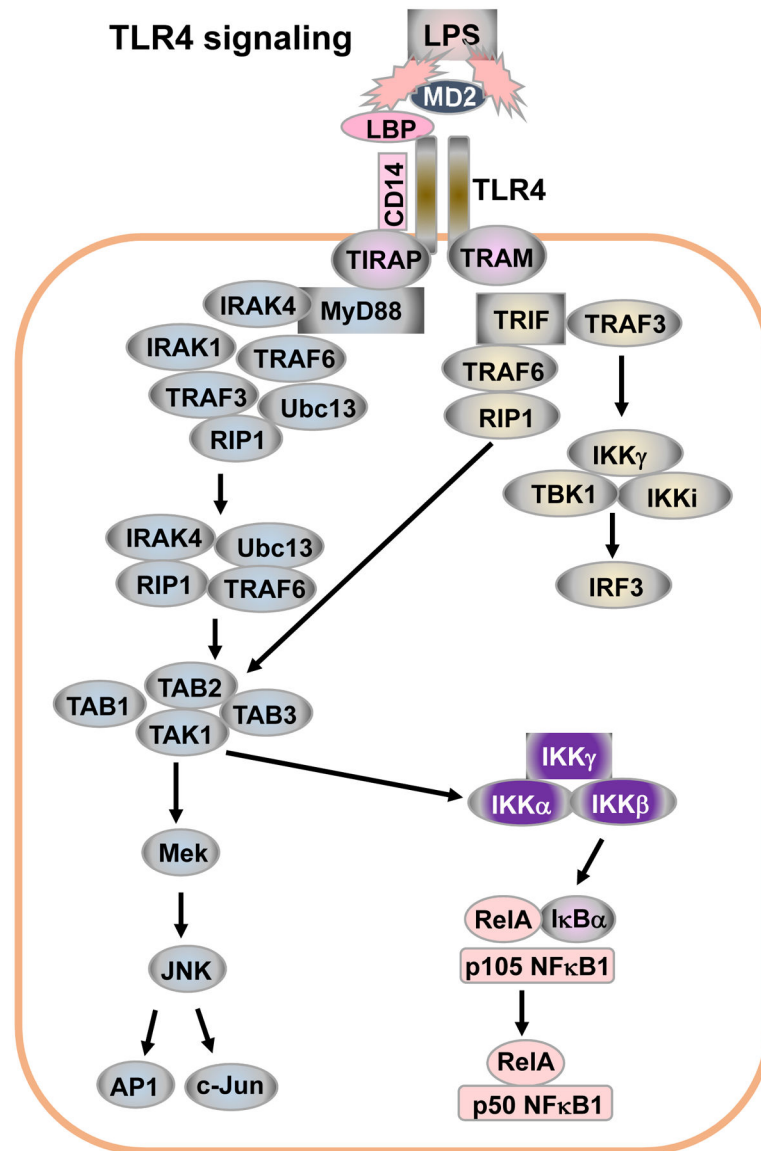 TLR4 signaling
LPS
MD2
LBP
CD14
TLR4
TIRAP
TRAM
IRAK4
MyD88
TRIF
TRAF3
IRAK1
TRAF6
TRAF6
TRAF3
Ubc13
RIP1
RIP1
IKKγ
TBK1
IKKi
IRAK4
Ubc13
RIP1
TRAF6
IRF3
TAB2
TAB1
TAB3
TAK1
IKKγ
IKKα
IKKβ
Mek
RelA
IκBα
p105 NFκB1
JNK
RelA
AP1
c-Jun
p50 NFκB1